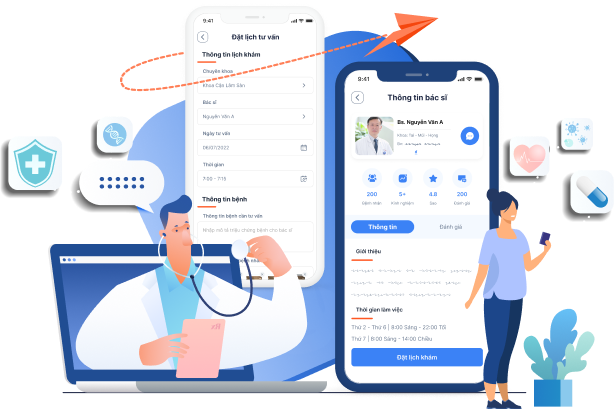 9:41
Đặt lịch tư vấn
Thông tin lịch khám
Chuyên khoa
Khoa Cận Lâm Sàn
Bác sĩ
Nguyễn Văn A
Ngày tư vấn
06/07/2022
Thời gian
7:00 - 7:15
Thông tin bệnh
Thông tin bệnh cần tư vấn
Nhập mô tả triệu chứng bệnh cho bác sĩ
9:41
Thông tin bác sĩ
Bs. Nguyễn Văn A
Khoa: Tai - Mũi - Họng
200
5+
4.8
200
Bệnh nhân
Kinh nghiệm
Sao
Đánh giá
Thông tin
Đánh giá
Giới thiệu
Thời gian làm việc
Thứ 2 - Thứ 6 | 8:00 Sáng - 22:00 Tối
Thứ 7 | 8:00 Sáng - 14:00 Chiều
Đặt lịch khám